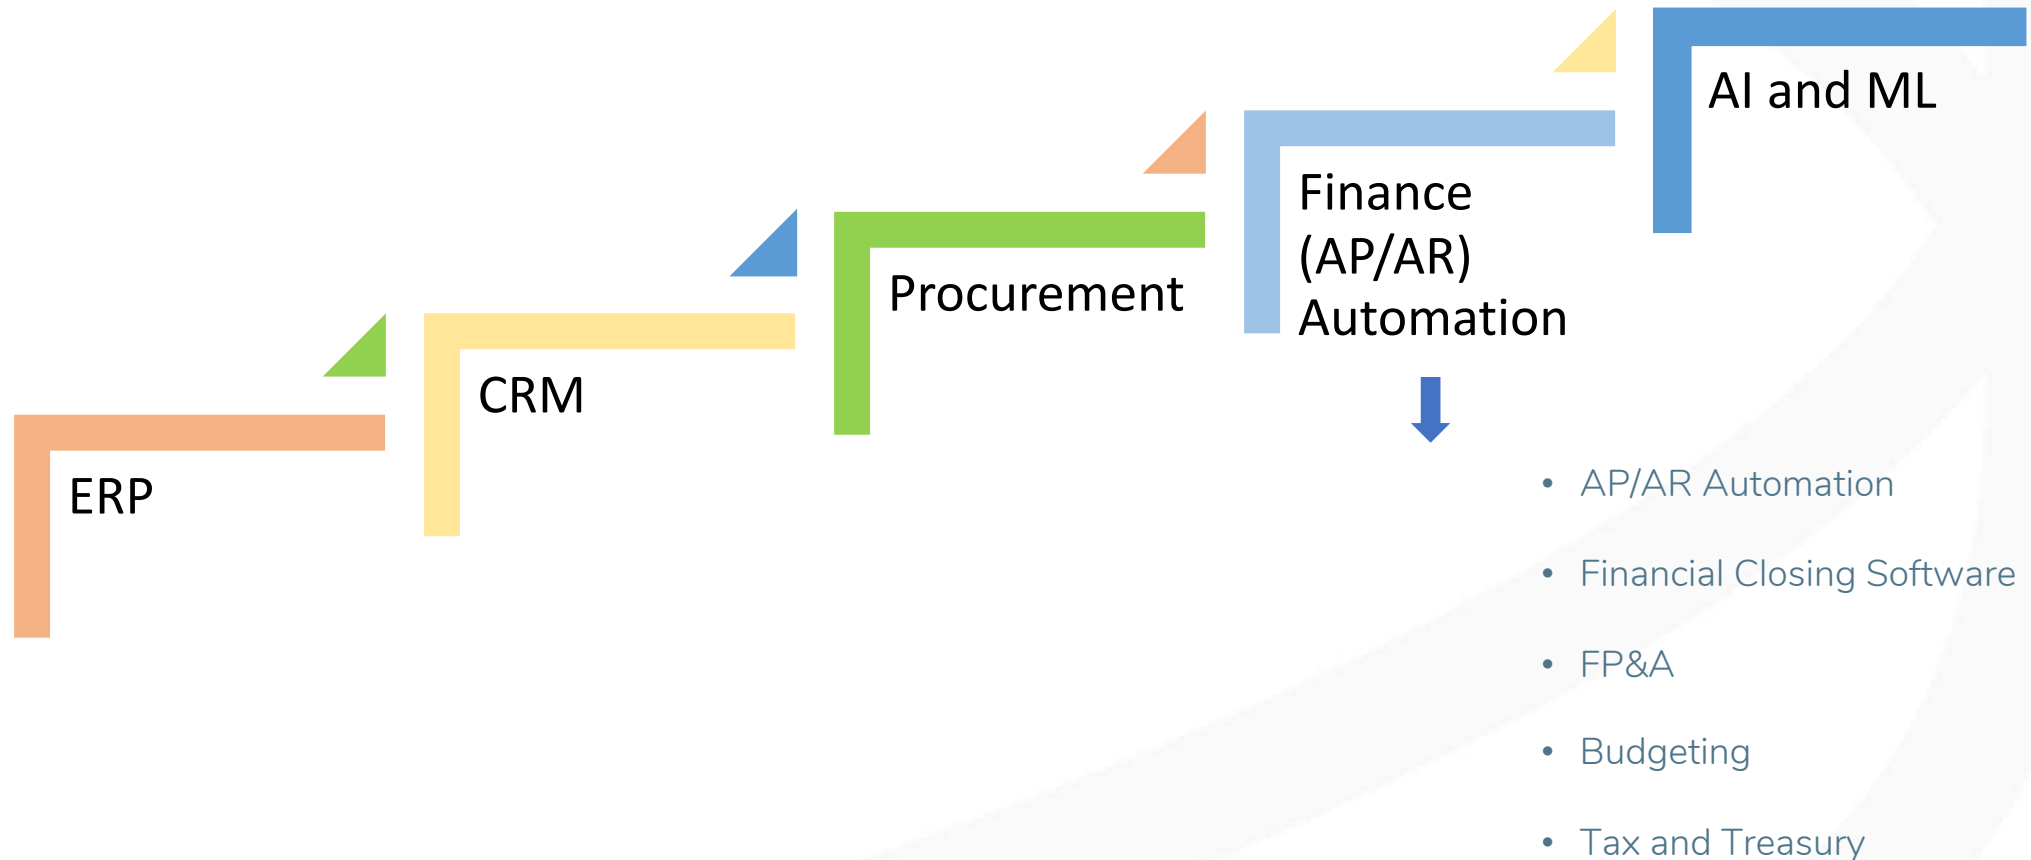 ERP
CRM
Procurement
Finance
(AP/AR)
Automation
AI and ML
• AP/AR Automation
• Financial Closing Software
• FP&A
• Budgeting
• Tax and Treasury